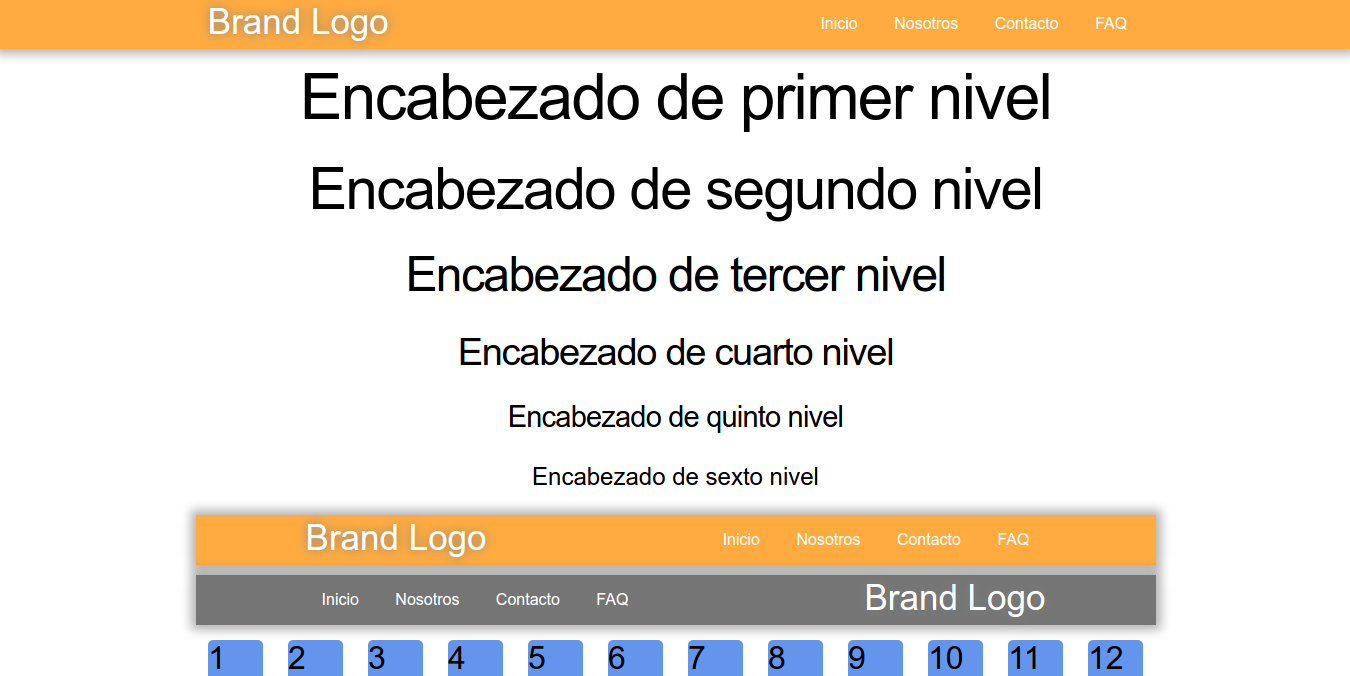 Brand Logo Inicio Nosotros Contacto FAQ
Encabezado de primer nivel
Encabezado de segundo nivel
Encabezado de tercer nivel
Encabezado de cuarto nivel
Encabezado de quinto nivel
Encabezado de sexto nivel
Brand Logo Inicio Nosotros Contacto FAQ
Inicio Nosotros Contacto FAQ Brand Logo
1 2 3 4 5 6 7 8 9 10 11 12